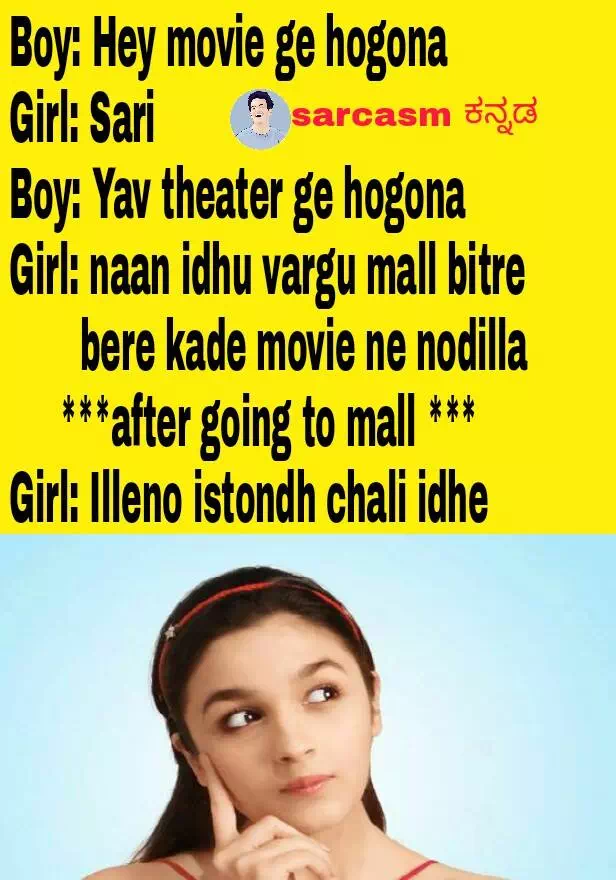 Boy: Hey movie ge hogona
Girl: Sari
sarcasm ಕನ್ನಡ
Boy: Yav theater ge hogona
Girl: naan idhu vargu mall bitre
bere kade movie ne nodilla
***after going to mall ***
Girl: Illeno istondh chali idhe